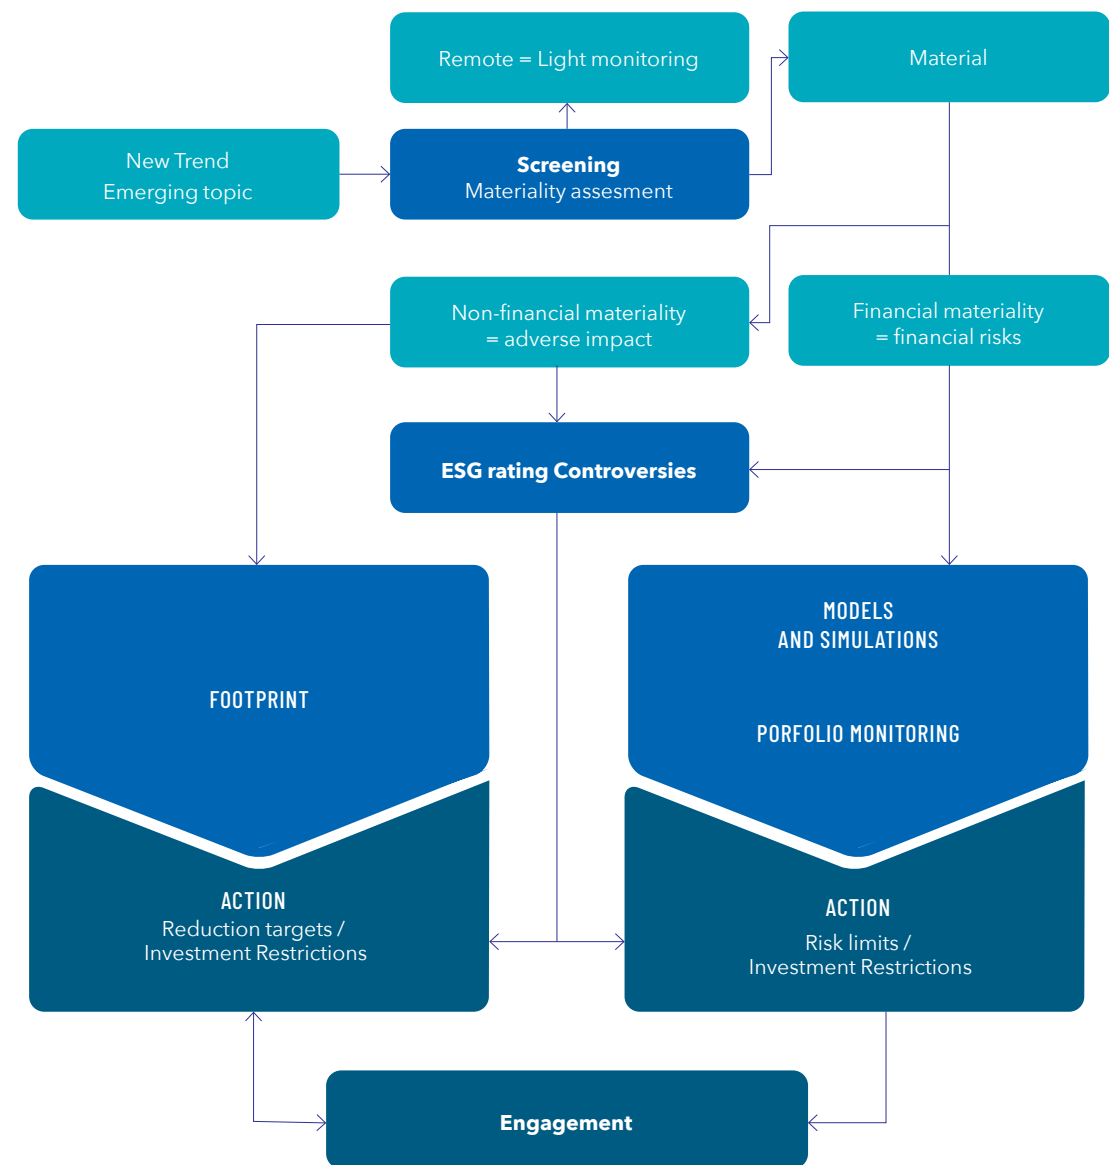 Remote = Light monitoring
Material
New Trend
Emerging topic
Screening
Materiality assesment
Non-financial materiality
= adverse impact
Financial materiality
= financial risks
ESG rating Controversies
FOOTPRINT
MODELS
AND SIMULATIONS
PORFOLIO MONITORING
ACTION
Reduction targets /
Investment Restrictions
ACTION
Risk limits /
Investment Restrictions
Engagement